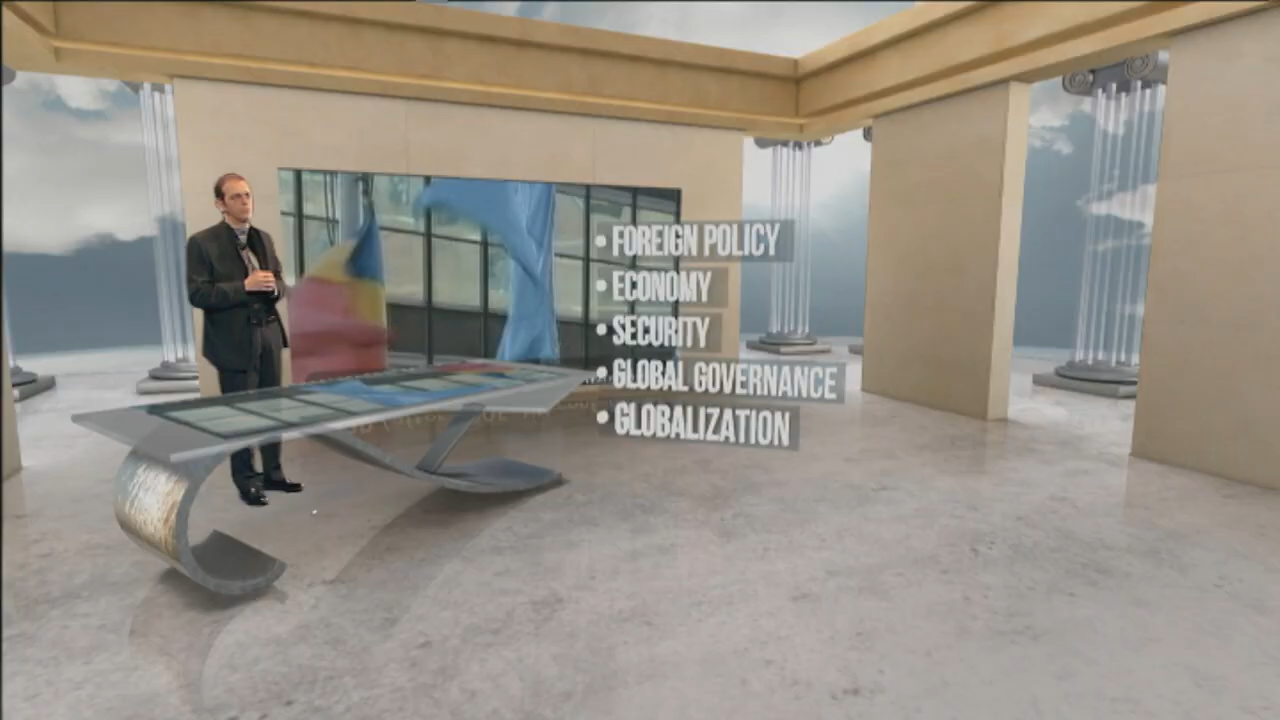 • FOREIGN POLICY
• ECONOMY
• SECURITY
• GLOBAL GOVERNANCE
• GLOBALIZATION